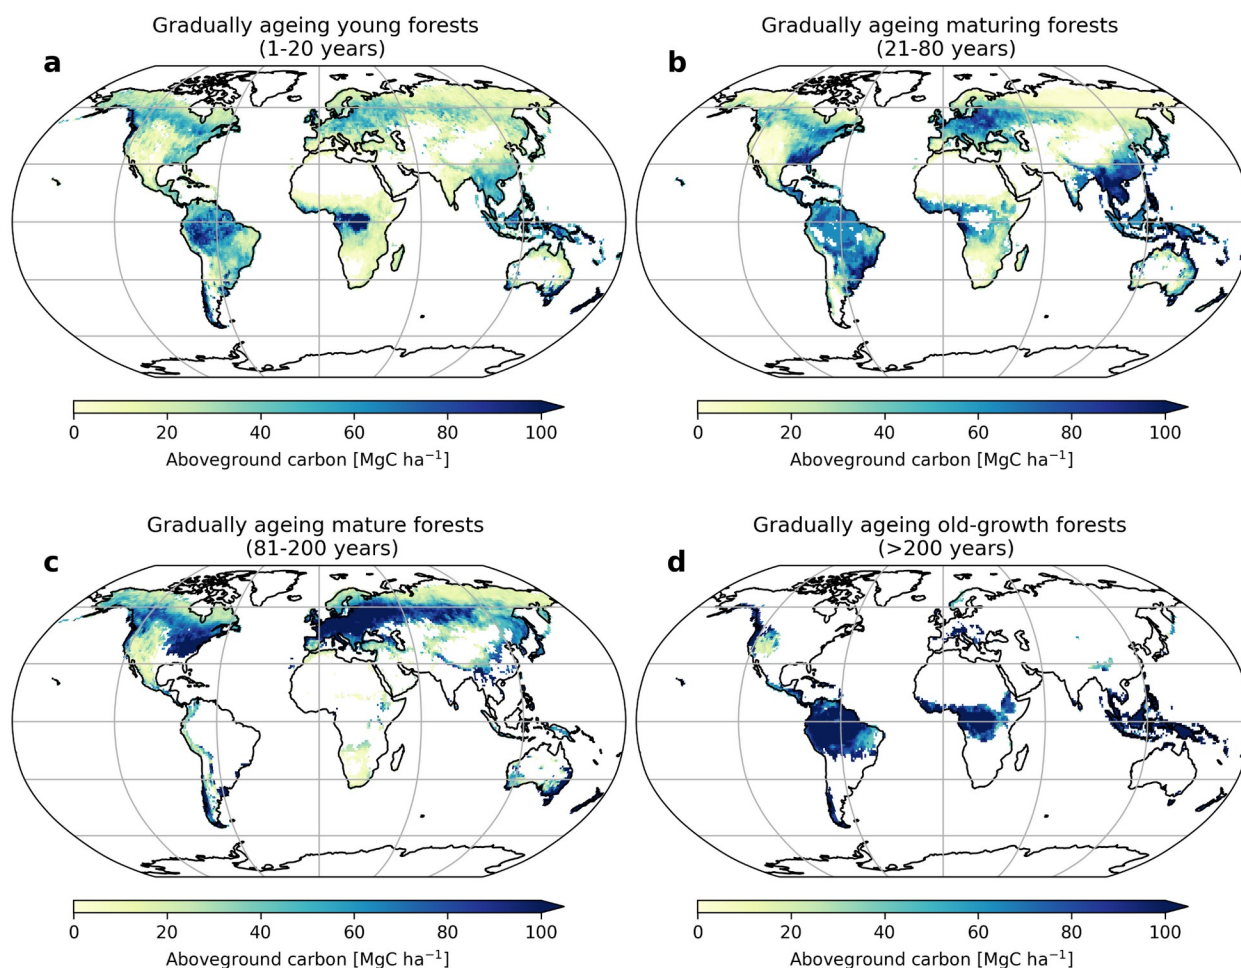 Gradually ageing young forests
(1-20 years)
a
0 20 40 60 80 100
Aboveground carbon [MgC ha⁻¹]
Gradually ageing maturing forests
(21-80 years)
b
0 20 40 60 80 100
Aboveground carbon [MgC ha⁻¹]
Gradually ageing mature forests
(81-200 years)
c
0 20 40 60 80 100
Aboveground carbon [MgC ha⁻¹]
Gradually ageing old-growth forests
(>200 years)
d
0 20 40 60 80 100
Aboveground carbon [MgC ha⁻¹]